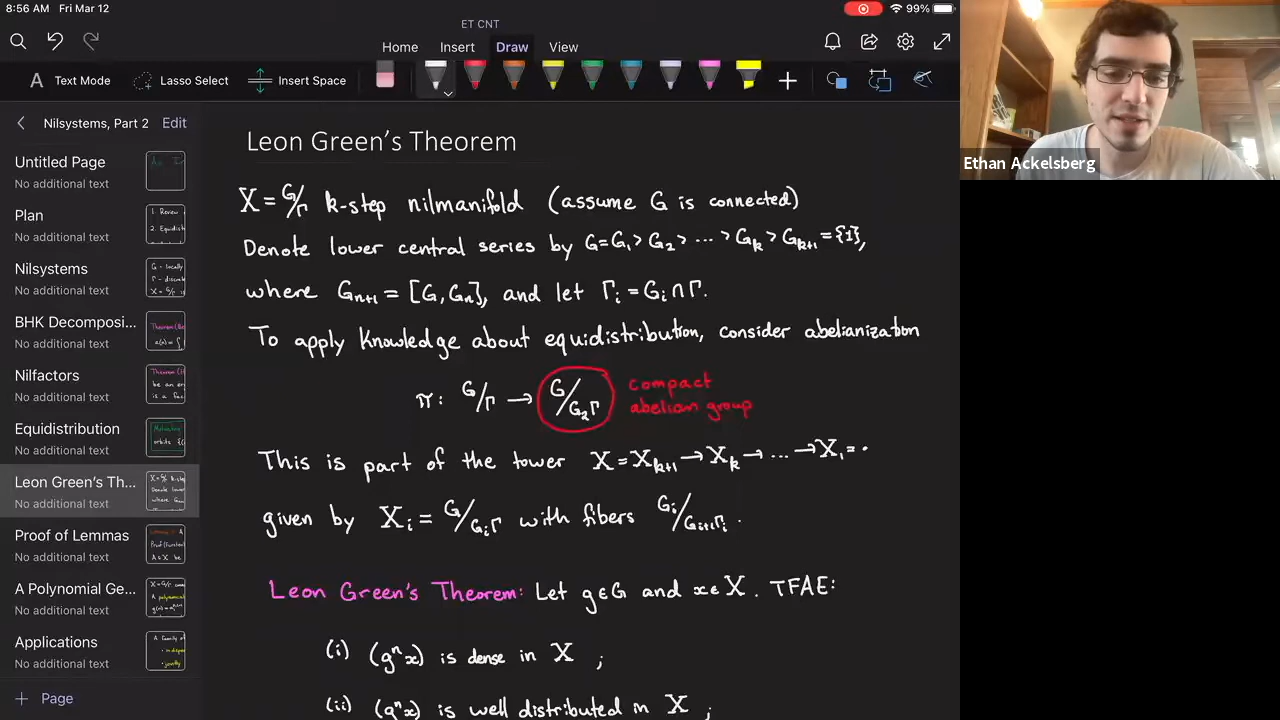 8:56 AM Fri Mar 12
99%
ET CNT
Home Insert Draw View
Text Mode Lasso Select Insert Space
Nilsystems, Part 2 Edit
Untitled Page
No additional text
Plan
No additional text
Nilsystems
No additional text
BHK Decomposi...
No additional text
Nilfactors
No additional text
Equidistribution
No additional text
Leon Green's Th...
No additional text
Proof of Lemmas
No additional text
A Polynomial Ge...
No additional text
Applications
No additional text
Page
Leon Green's Theorem
X = G/Γ k-step nilmanifold (assume G is connected)
Denote lower central series by G=G₁>G₂>...>Gₖ>Gₖ₊₁={1},
where Gₙ₊₁ = [G,Gₙ], and let Γᵢ = Gᵢ∩Γ.
To apply knowledge about equidistribution, consider abelianization
π: G/Γ → G/G₂Γ compact
abelian group
This is part of the tower X=Xₖ₊₁→Xₖ→...→X₁=·
given by Xᵢ = G/GᵢΓ with fibers Gᵢ/Gᵢ₊₁Γᵢ.
Leon Green's Theorem: Let g∈G and x∈X. TFAE:
(i) (gⁿx) is dense in X ;
(ii) (gⁿx) is well distributed in X ;
Ethan Ackelsberg